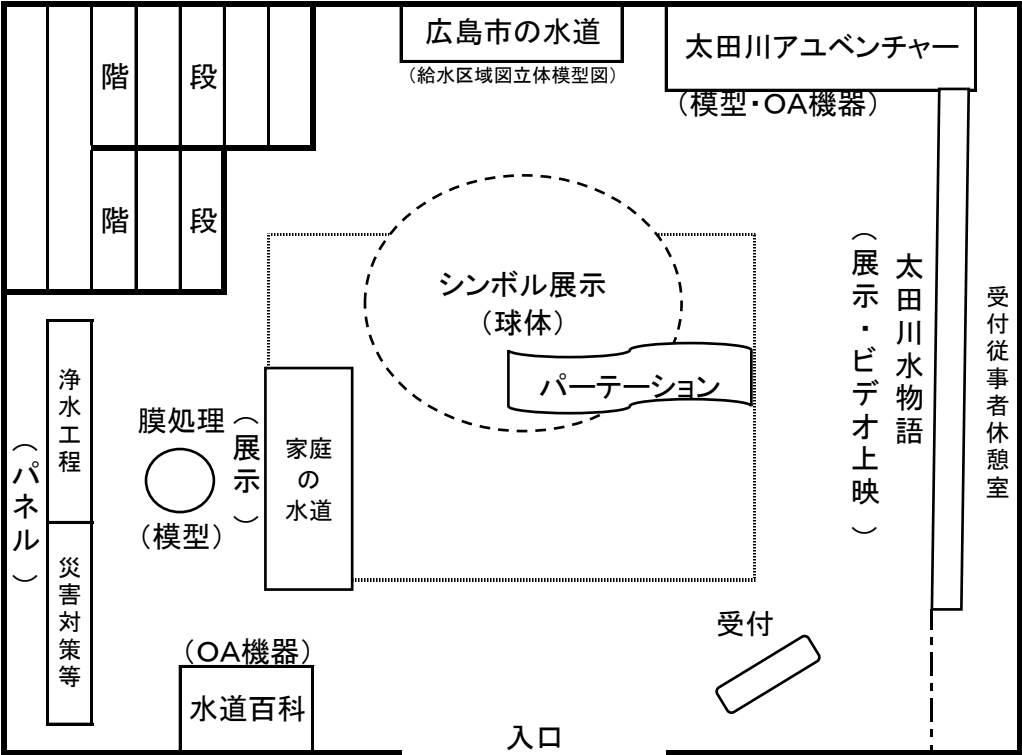 広島市の水道
(給水区域図立体模型図)
太田川アユベンチャー
(模型・OA機器)
階 段
階 段
シンボル展示
(球体)
パーテーション
(展示・ビデオ上映)
太田川水物語
受付従事者休憩室
浄水工程
(パネル)
災害対策等
膜処理
(模型)
(展示)
家庭
の
水道
受付
(OA機器)
水道百科
入口